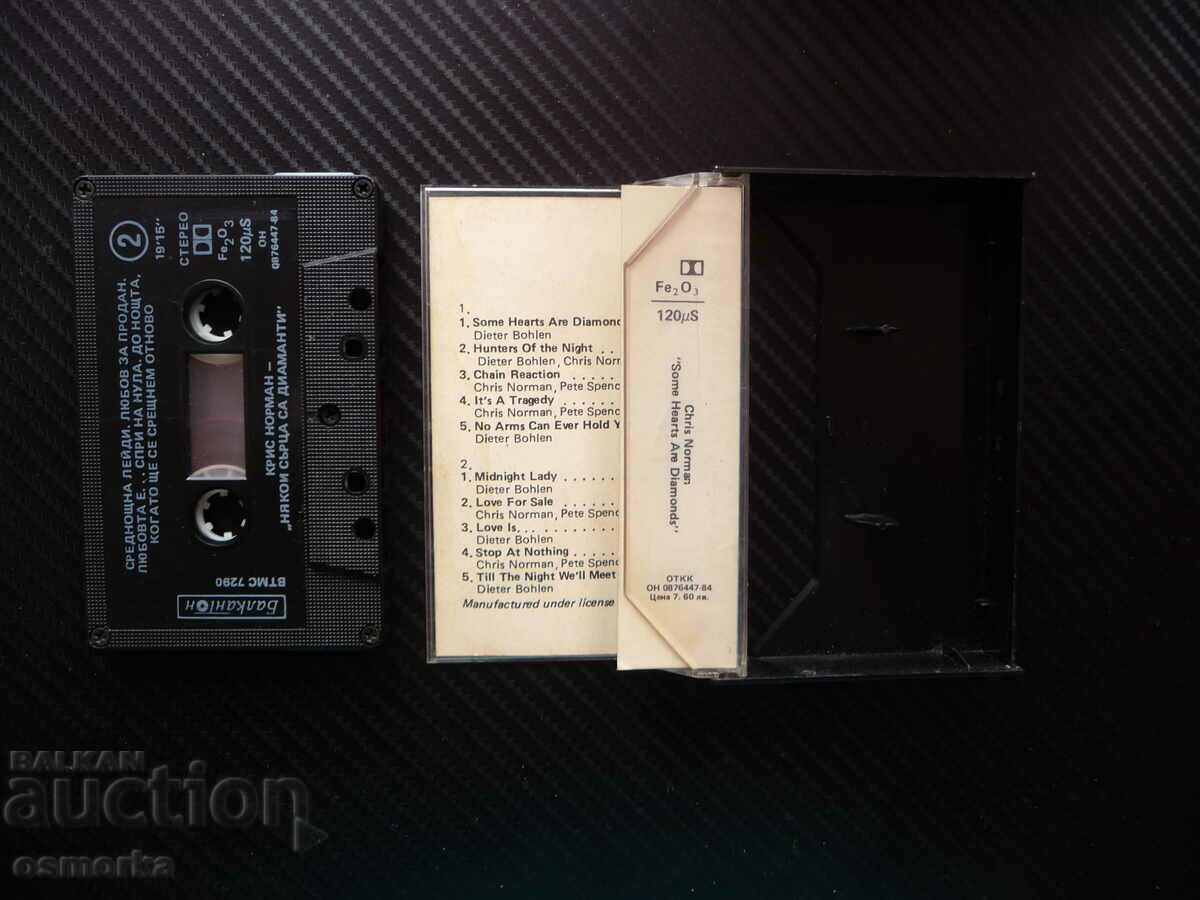 2
19'15"
СТЕРЕО
Fe2O3
120µS
ОН
0876447-84
СРЕДНОЩНА ЛЕЙДИ. ЛЮБОВ ЗА ПРОДАН.
ЛЮБОВТА Е. . . СПРИ НА НУЛА. ДО НОЩТА,
КОГАТО ЩЕ СЕ СРЕЩНЕМ ОТНОВО
КРИС НОРМАН –
„НЯКОИ СЪРЦА СА ДИАМАНТИ"
ВТМС 7290
Балкантон
1.
1. Some Hearts Are Diamond
Dieter Bohlen
2. Hunters Of the Night . .
Dieter Bohlen, Chris Norm
3. Chain Reaction . . . . . .
Chris Norman, Pete Spenc
4. It's A Tragedy . . . . . . .
Chris Norman, Pete Spenc
5. No Arms Can Ever Hold Y
Dieter Bohlen
2.
1. Midnight Lady . . . . . .
Dieter Bohlen
2. Love For Sale . . . . . . .
Chris Norman, Pete Spenc
3. Love Is. . . . . . . . . . . .
Dieter Bohlen
4. Stop At Nothing . . . . .
Chris Norman, Pete Spenc
5. Till The Night We'll Meet
Dieter Bohlen
Manufactured under license
Fe2O3
120µS
Chris Norman
"Some Hearts Are Diamonds"
ОТКК
ОН 0876447-84
Цена 7. 60 лв.
BALKAN
auction
osmorka